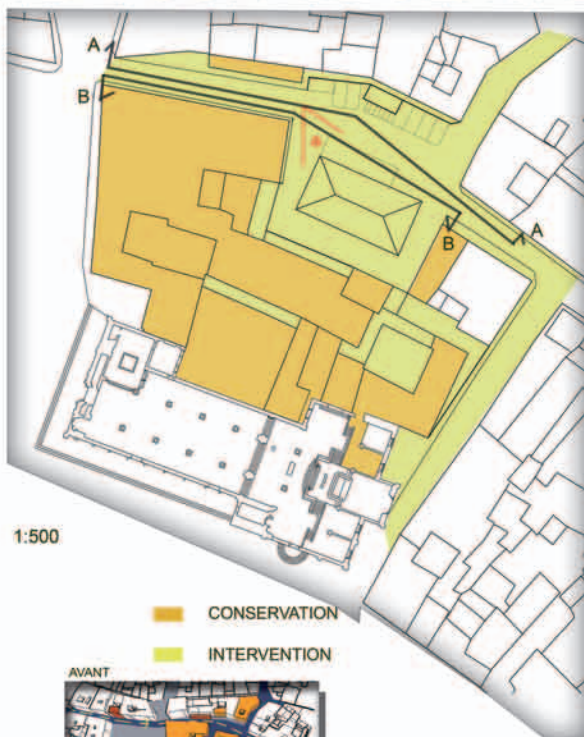 A
B
B
A
1:500
CONSERVATION
INTERVENTION
AVANT